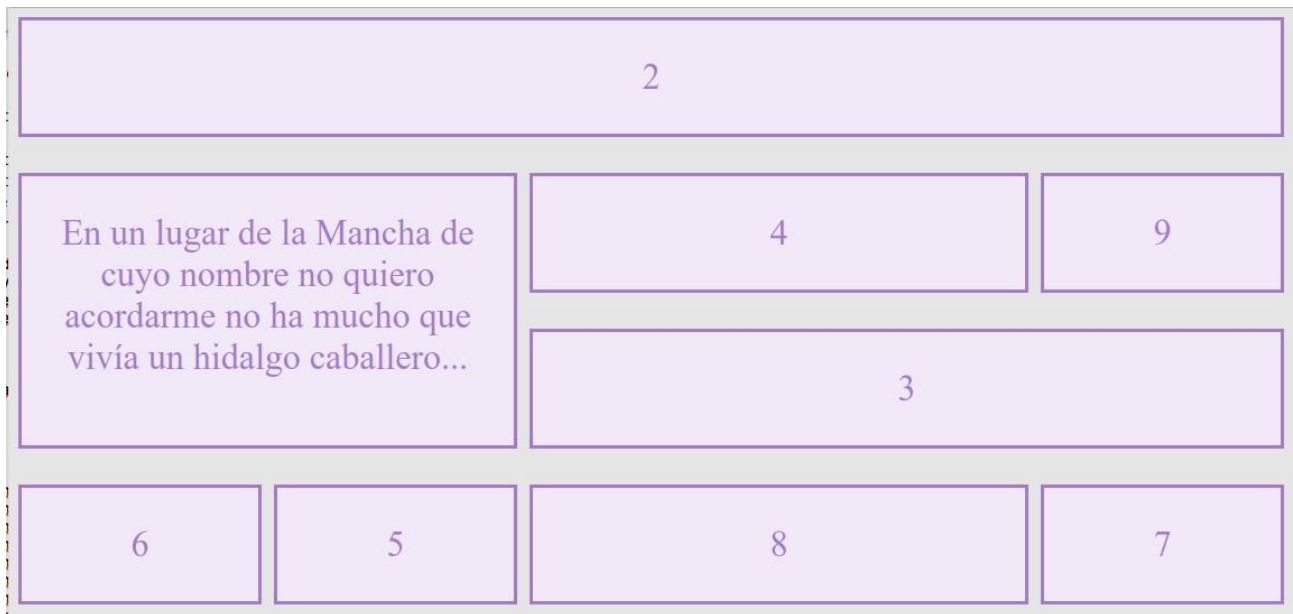 2
En un lugar de la Mancha de
cuyo nombre no quiero
acordarme no ha mucho que
vivía un hidalgo caballero...
4
9
3
6
5
8
7